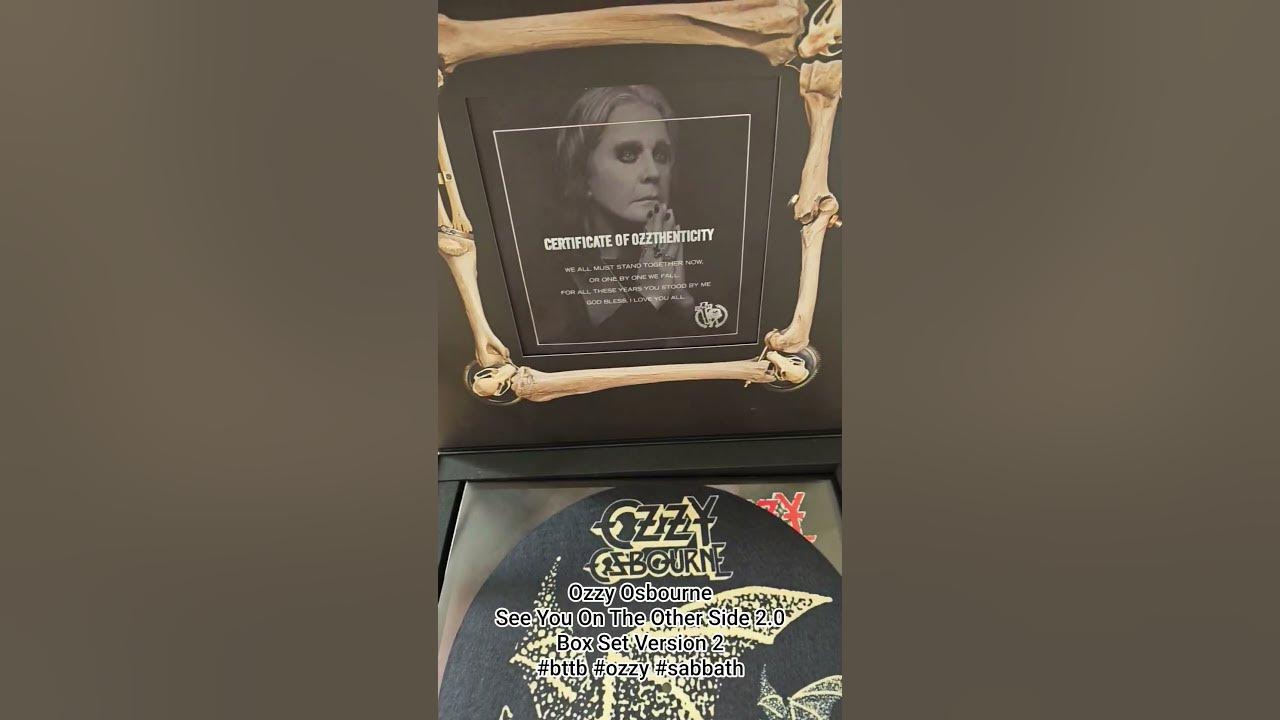 CERTIFICATE OF OZZTHENTICITY
WE ALL MUST STAND TOGETHER NOW,
OR ONE BY ONE WE FALL.
FOR ALL THESE YEARS YOU STOOD BY ME
GOD BLESS, I LOVE YOU ALL.
OZZY
OSBOURNE
Ozzy Osbourne
See You On The Other Side 2.0
Box Set Version 2
#bttb #ozzy #sabbath